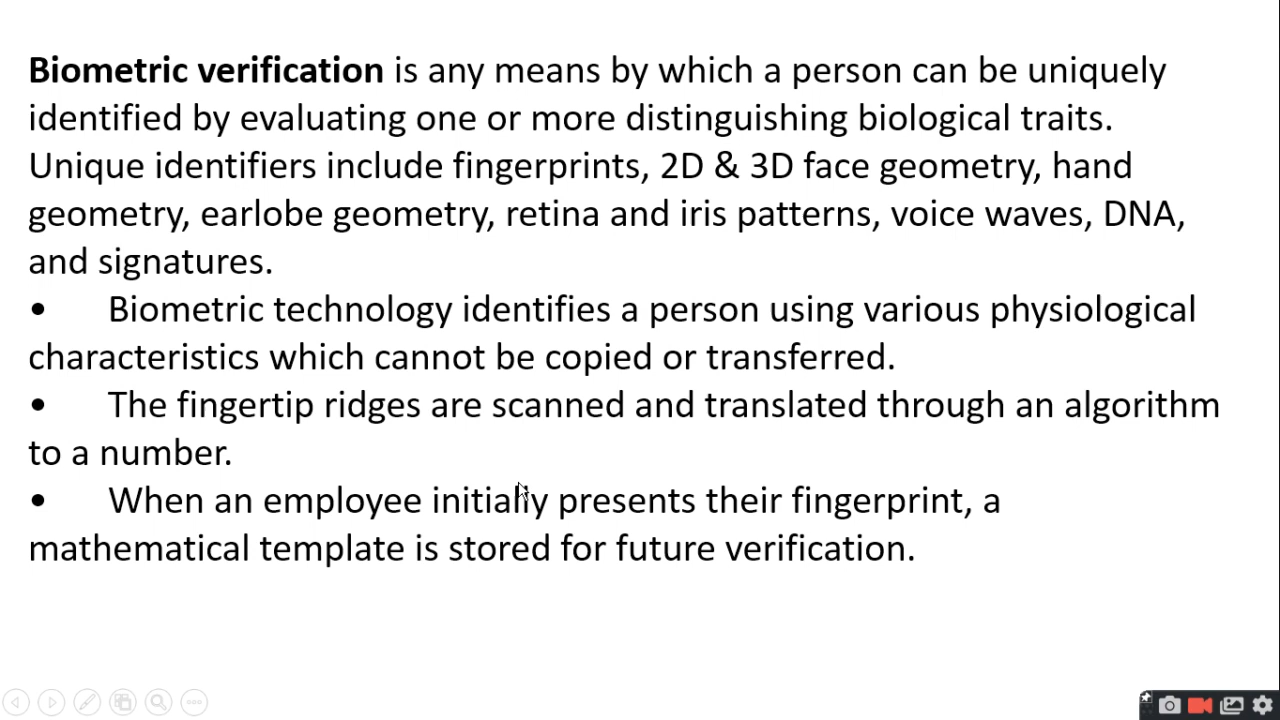 Biometric verification is any means by which a person can be uniquely
identified by evaluating one or more distinguishing biological traits.
Unique identifiers include fingerprints, 2D & 3D face geometry, hand
geometry, earlobe geometry, retina and iris patterns, voice waves, DNA,
and signatures.
• Biometric technology identifies a person using various physiological
characteristics which cannot be copied or transferred.
• The fingertip ridges are scanned and translated through an algorithm
to a number.
• When an employee initially presents their fingerprint, a
mathematical template is stored for future verification.